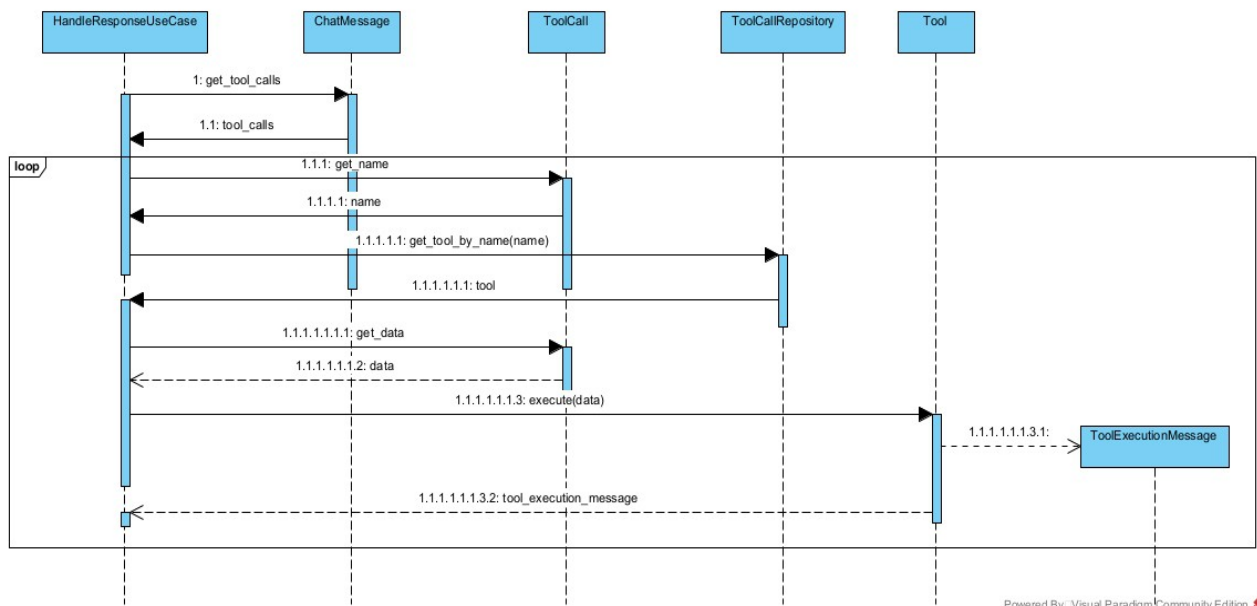 HandleResponseUseCase
ChatMessage
ToolCall
ToolCallRepository
Tool
1: get_tool_calls
1.1: tool_calls
loop
1.1.1: get_name
1.1.1.1: name
1.1.1.1.1: get_tool_by_name(name)
1.1.1.1.1.1: tool
1.1.1.1.1.1.1: get_data
1.1.1.1.1.1.2: data
1.1.1.1.1.1.3: execute(data)
1.1.1.1.1.1.3.1:
ToolExecutionMessage
1.1.1.1.1.1.3.2: tool_execution_message
Powered By Visual Paradigm Community Edition